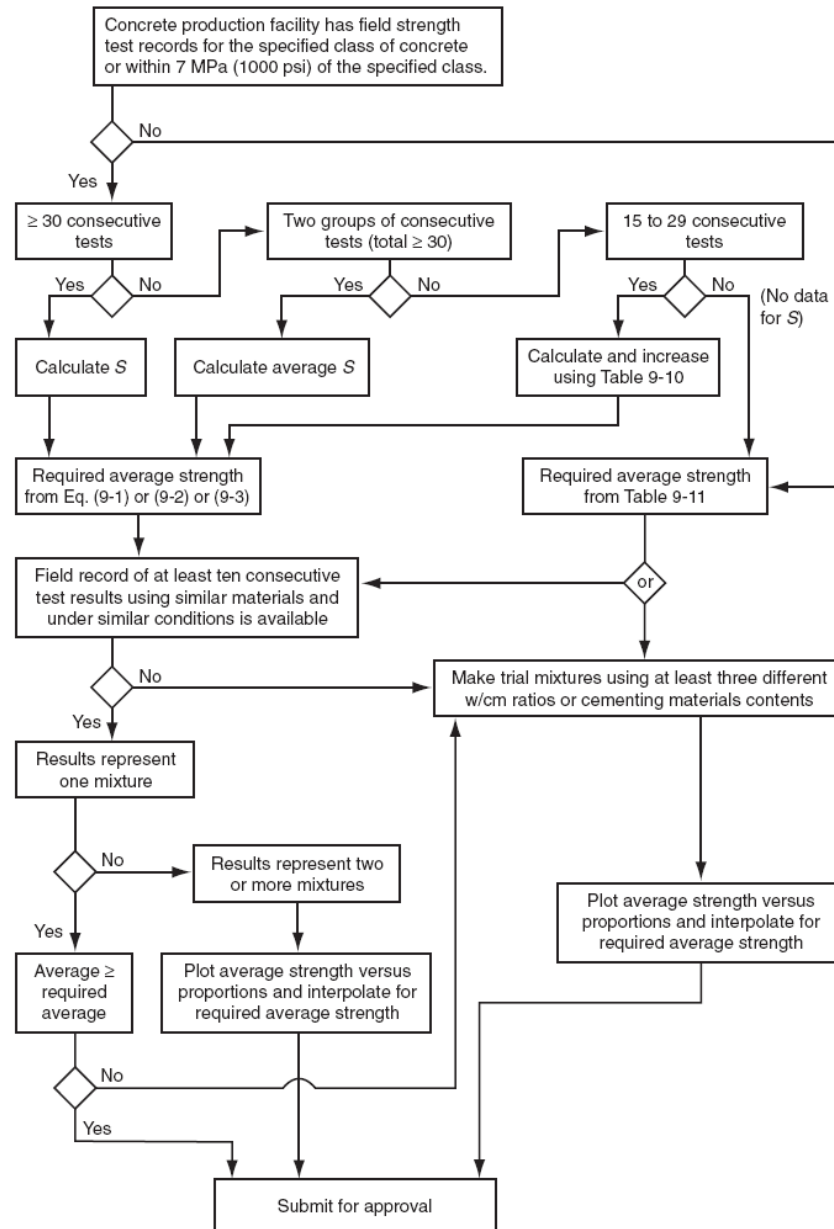 Concrete production facility has field strength
test records for the specified class of concrete
or within 7 MPa (1000 psi) of the specified class.
No
Yes
≥ 30 consecutive
tests
Two groups of consecutive
tests (total ≥ 30)
15 to 29 consecutive
tests
Yes
No
Yes
No
Yes
No
(No data
for S)
Calculate S
Calculate average S
Calculate and increase
using Table 9-10
Required average strength
from Eq. (9-1) or (9-2) or (9-3)
Required average strength
from Table 9-11
Field record of at least ten consecutive
test results using similar materials and
under similar conditions is available
or
No
Yes
Make trial mixtures using at least three different
w/cm ratios or cementing materials contents
Results represent
one mixture
No
Yes
Results represent two
or more mixtures
Average ≥
required
average
Plot average strength versus
proportions and interpolate for
required average strength
Plot average strength versus
proportions and interpolate for
required average strength
No
Yes
Submit for approval